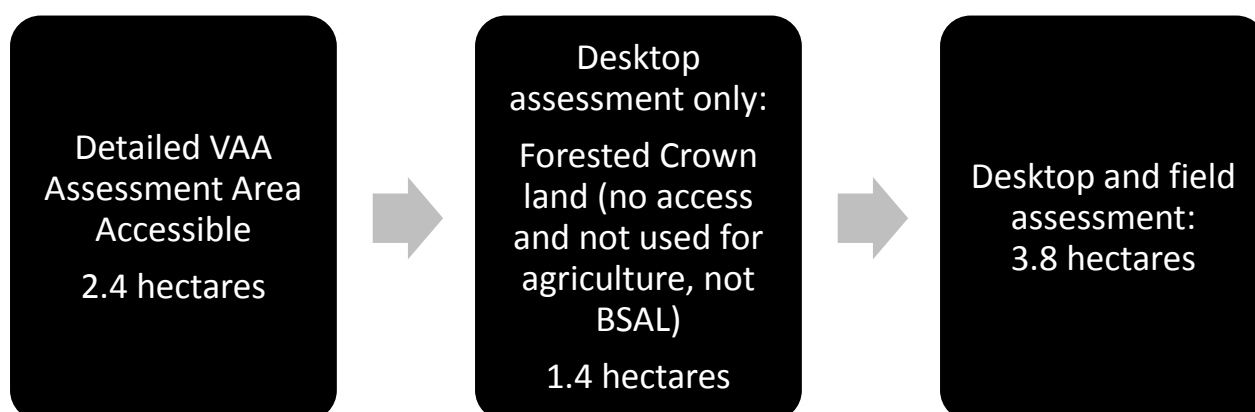 Detailed VAA
Assessment Area
Accessible
2.4 hectares
Desktop
assessment only:
Forested Crown
land (no access
and not used for
agriculture, not
BSAL)
1.4 hectares
Desktop and field
assessment:
3.8 hectares